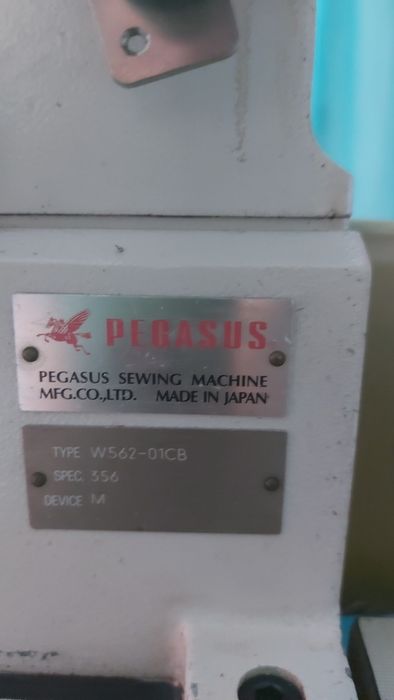 PEGASUS
PEGASUS SEWING MACHINE
MFG.CO.,LTD. MADE IN JAPAN
TYPE W562-01CB
SPEC. 356
DEVICE M